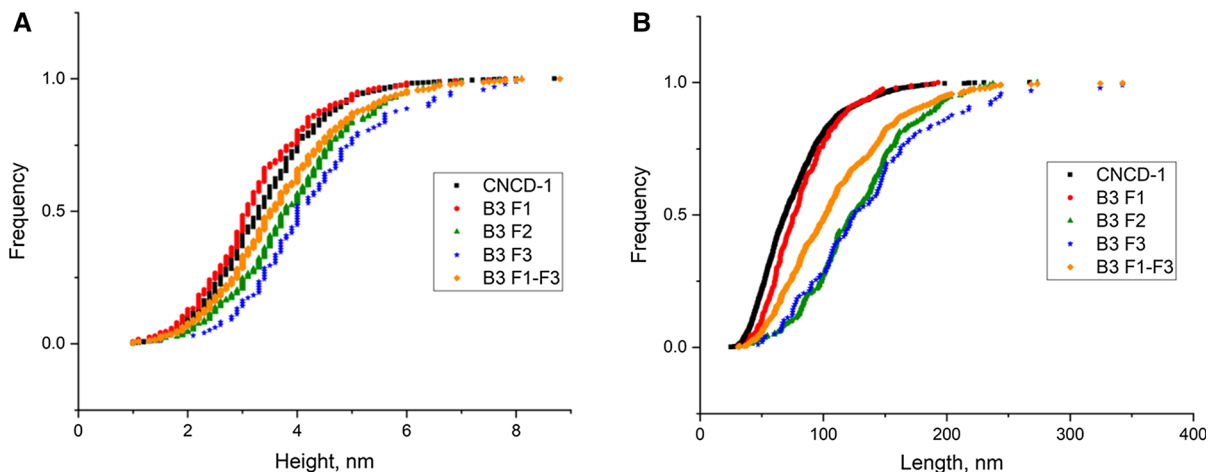 A
Frequency
1.0
0.5
0.0
0
2
4
6
8
Height, nm
CNCD-1
B3 F1
B3 F2
B3 F3
B3 F1-F3
B
Frequency
1.0
0.5
0.0
0
100
200
300
400
Length, nm
CNCD-1
B3 F1
B3 F2
B3 F3
B3 F1-F3